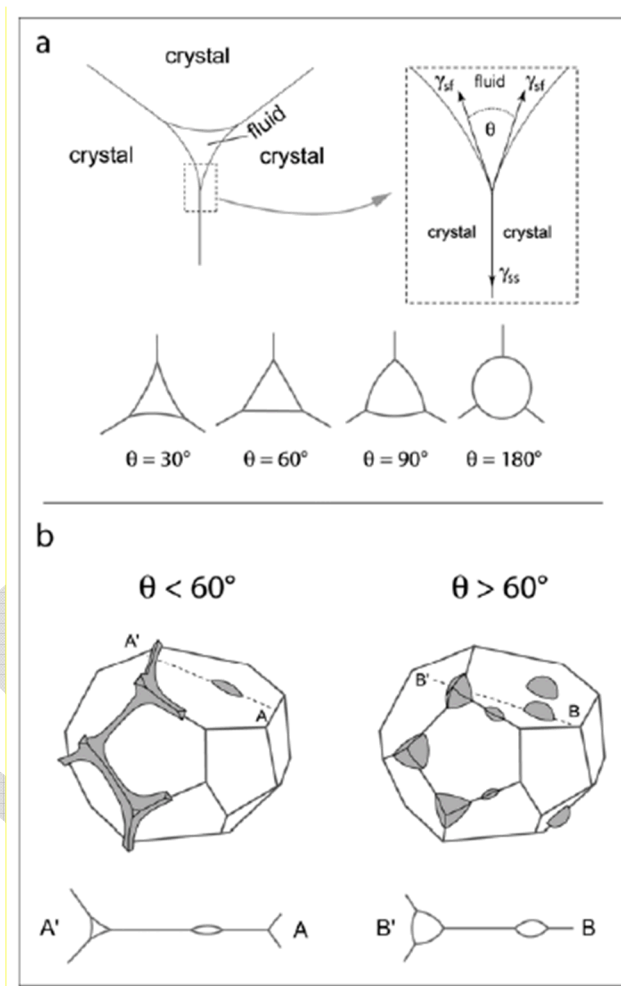 a
crystal
crystal
fluid
crystal
γsf
fluid
γsf
θ
crystal
crystal
γss
θ = 30°
θ = 60°
θ = 90°
θ = 180°
b
θ < 60°
θ > 60°
A'
A
B'
B
A'
A
B'
B